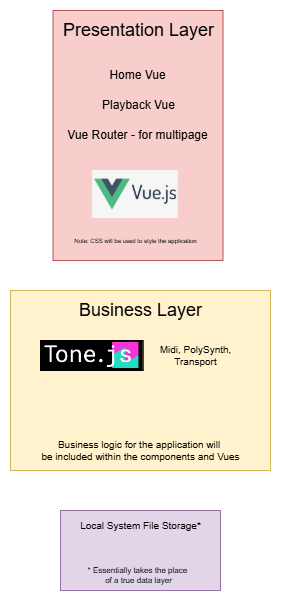 Presentation Layer
Home Vue
Playback Vue
Vue Router - for multipage
Vue.js
Note: CSS will be used to style the application
Business Layer
Tone.js
Midi, PolySynth,
Transport
Business logic for the application will
be included within the components and Vues
Local System File Storage*
* Essentially takes the place
of a true data layer